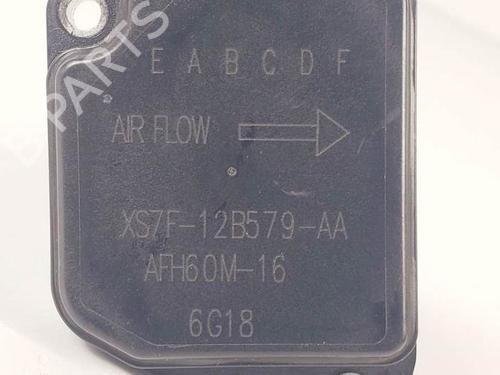 E A B C D F
AIR FLOW
XS7F-12B579-AA
AFH60M-16
6G18
PARTS